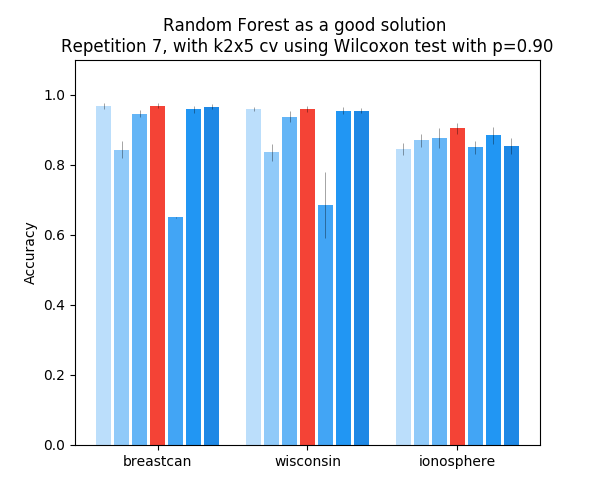 Random Forest as a good solution
Repetition 7, with k2x5 cv using Wilcoxon test with p=0.90
1.0
0.8
0.6
0.4
0.2
0.0
Accuracy
breastcan
wisconsin
ionosphere